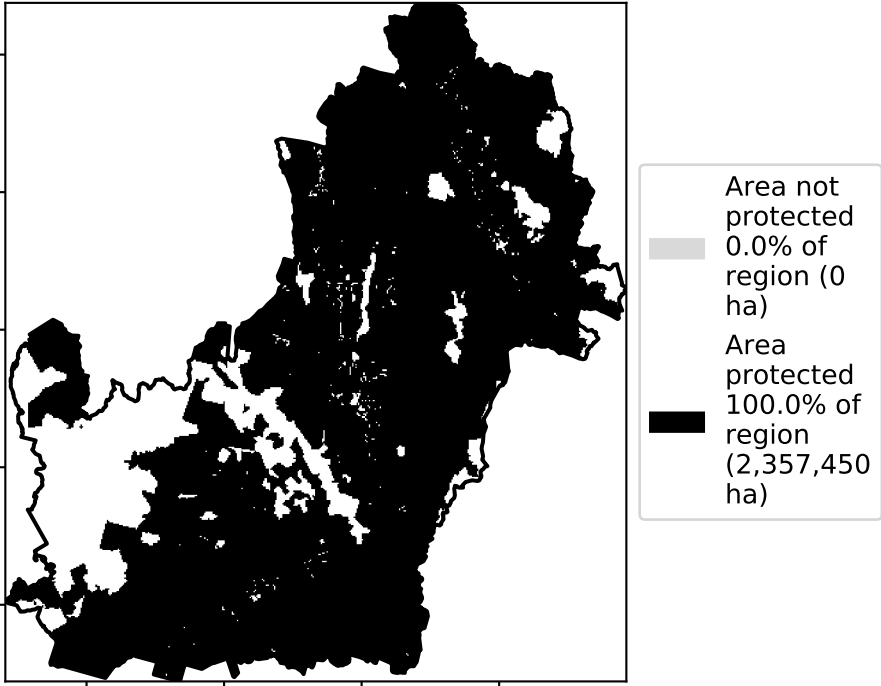 Area not
protected
0.0% of
region (0
ha)
Area
protected
100.0% of
region
(2,357,450
ha)